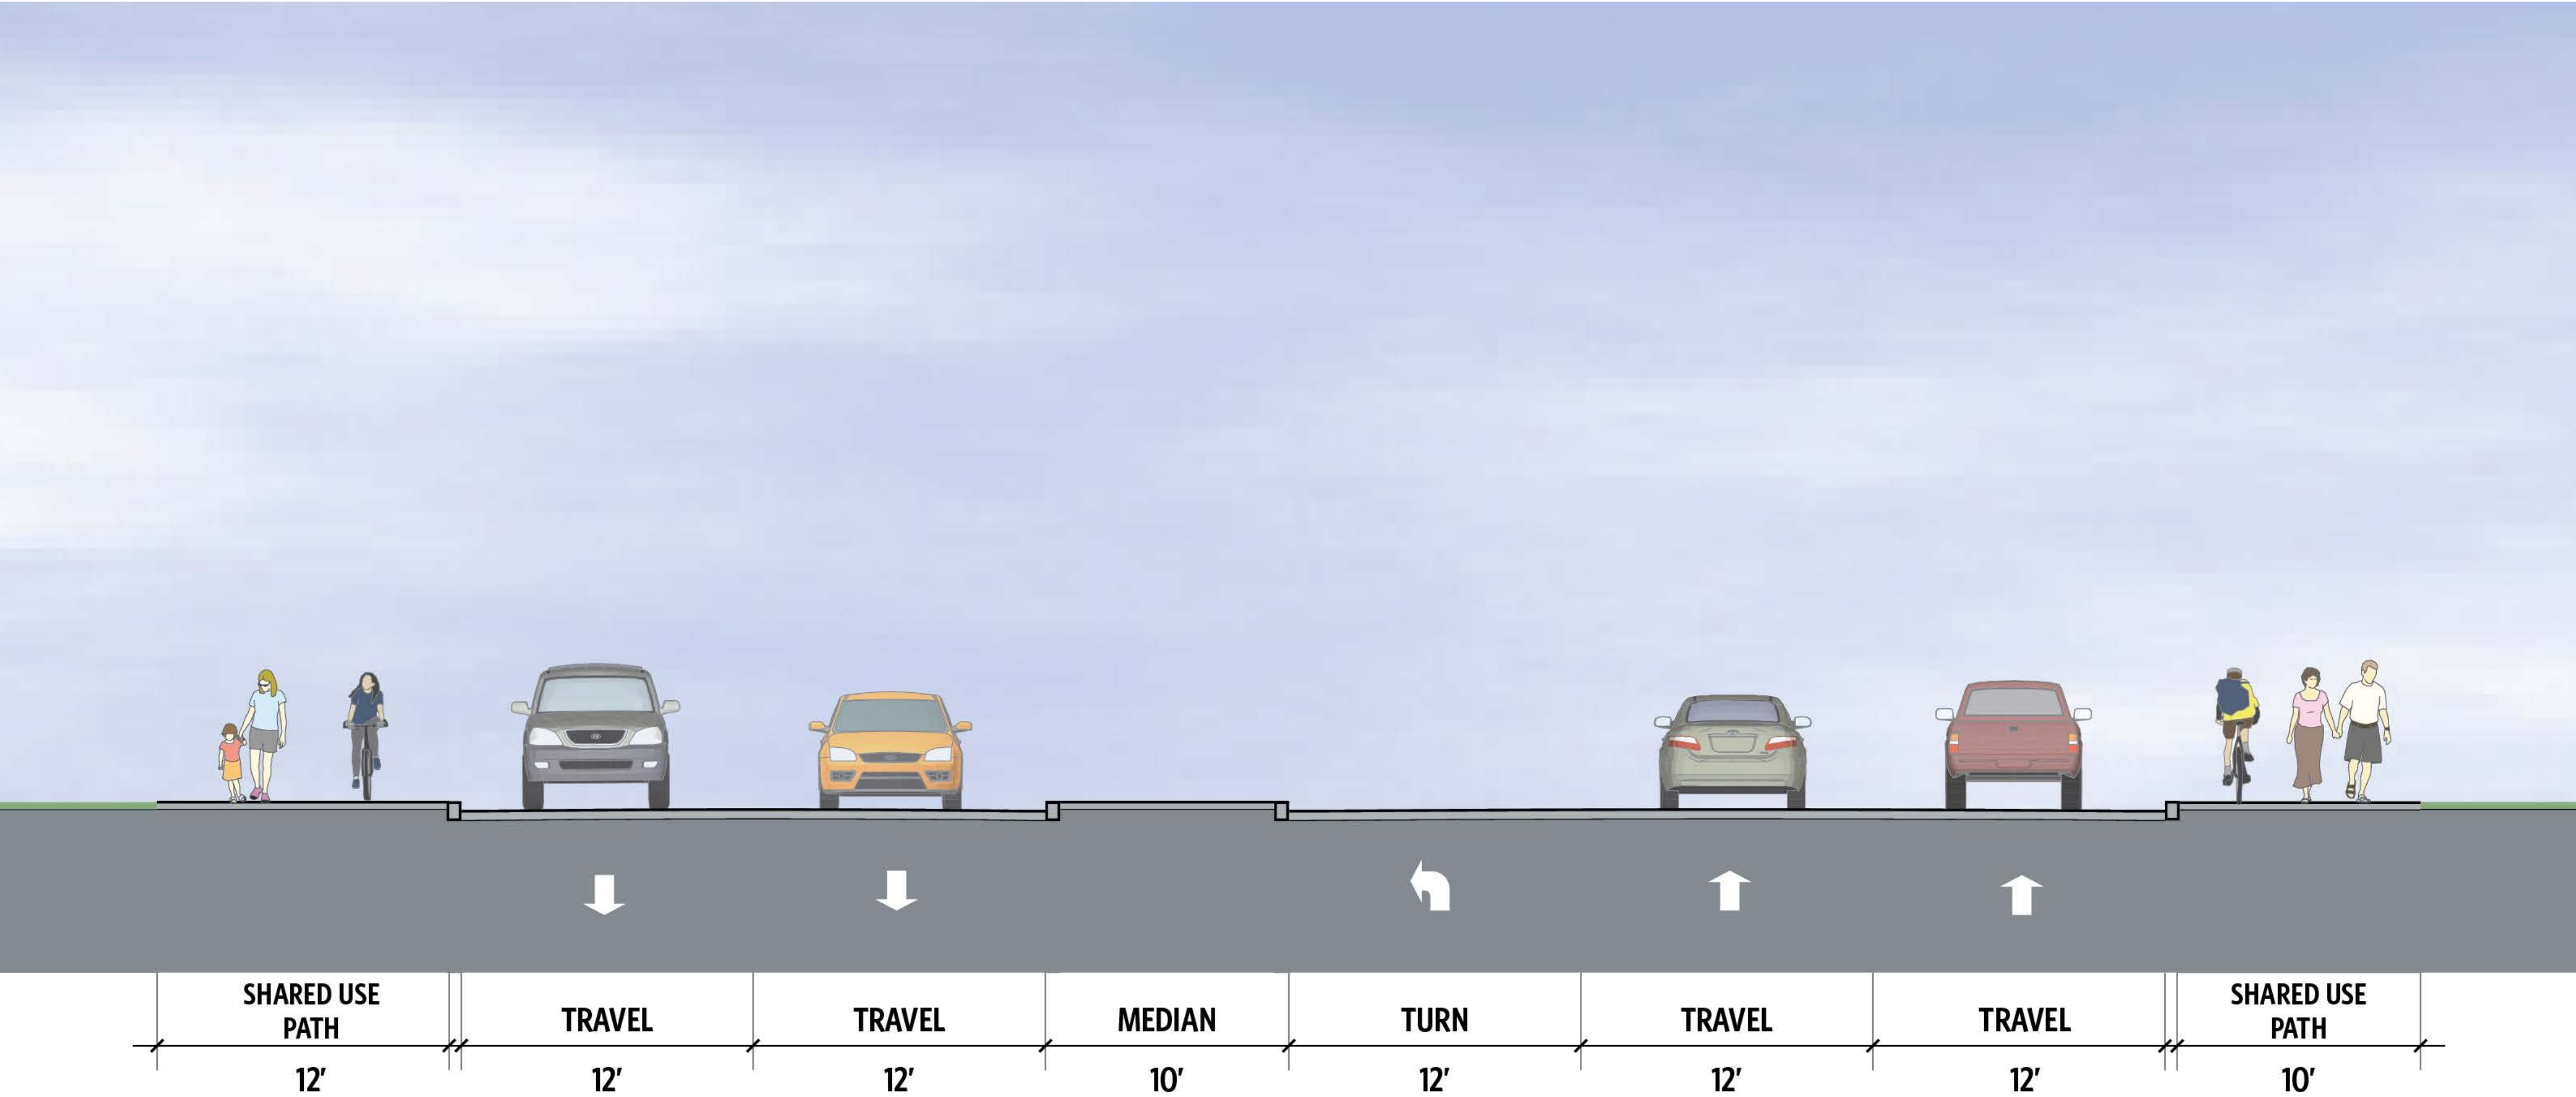 SHARED USE
PATH
TRAVEL
TRAVEL
MEDIAN
TURN
TRAVEL
TRAVEL
SHARED USE
PATH
12'
12'
12'
10'
12'
12'
12'
10'